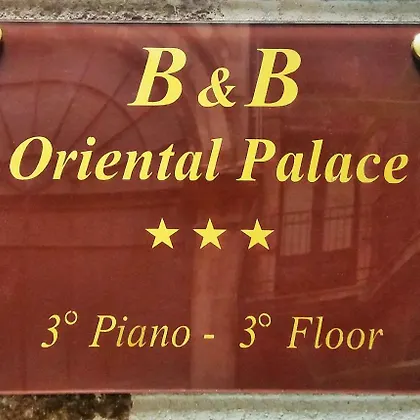 B & B
Oriental Palace
★★★
3° Piano - 3° Floor